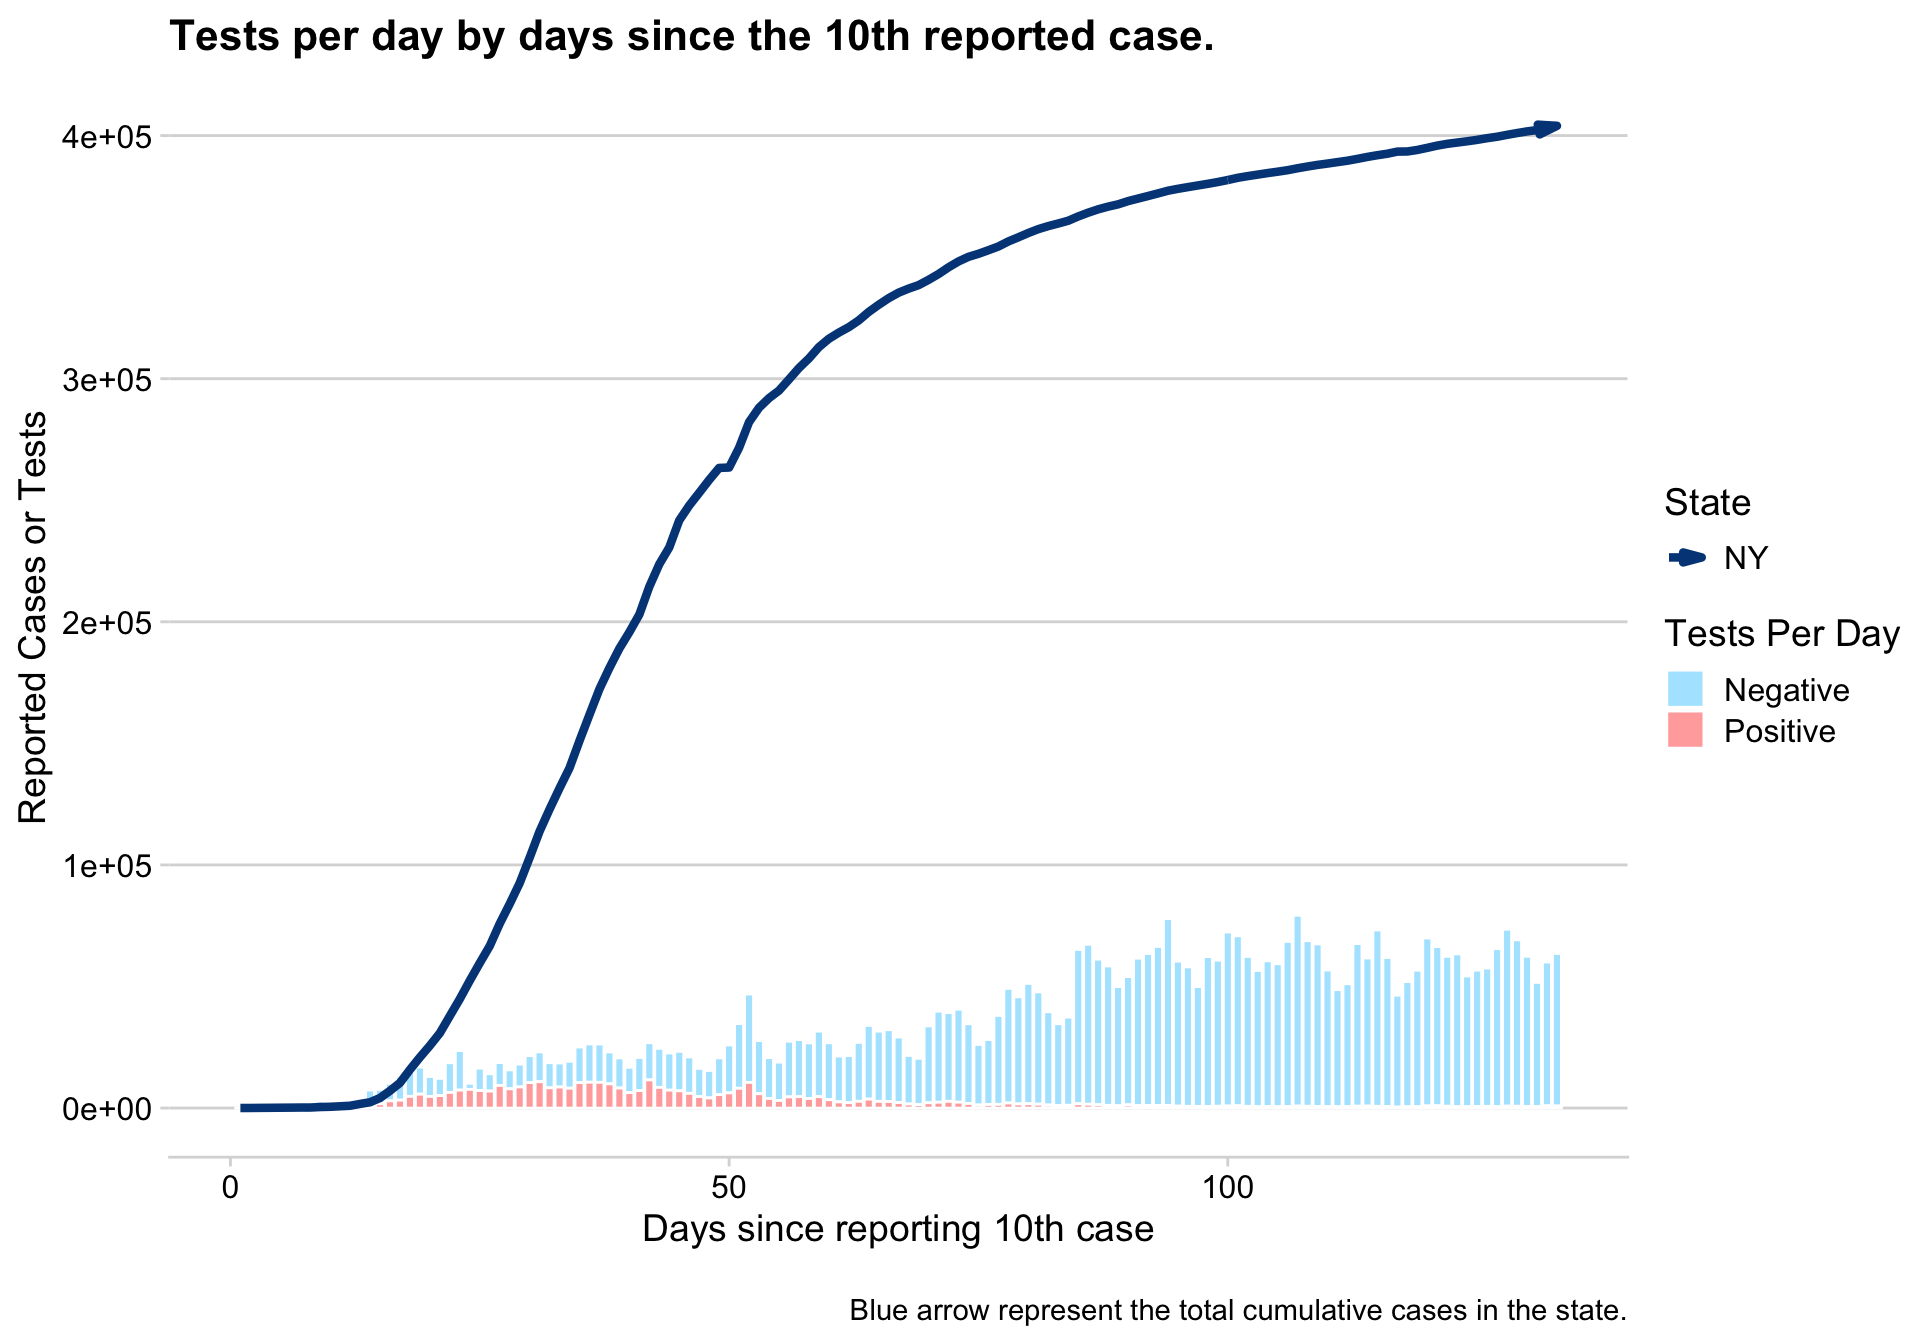 Tests per day by days since the 10th reported case.
4e+05
3e+05
2e+05
1e+05
0e+00
Reported Cases or Tests
0
50
100
Days since reporting 10th case
State
NY
Tests Per Day
Negative
Positive
Blue arrow represent the total cumulative cases in the state.